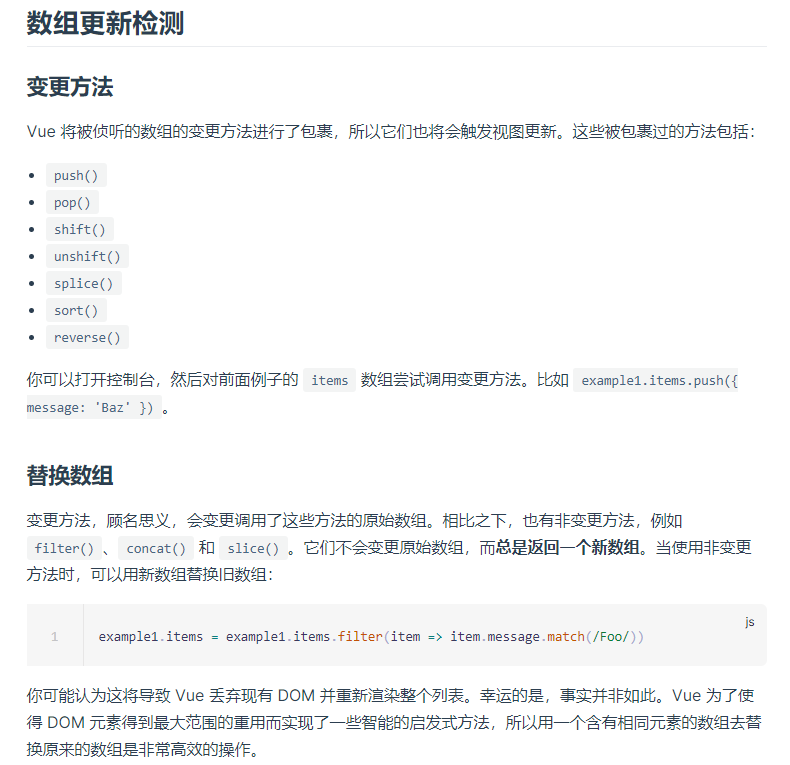 数组更新检测
变更方法
Vue 将被侦听的数组的变更方法进行了包裹，所以它们也将会触发视图更新。这些被包裹过的方法包括：
push()
pop()
shift()
unshift()
splice()
sort()
reverse()
你可以打开控制台，然后对前面例子的 items 数组尝试调用变更方法。比如 example1.items.push({
message: 'Baz' })。
替换数组
变更方法，顾名思义，会变更调用了这些方法的原始数组。相比之下，也有非变更方法，例如
filter()、concat() 和 slice()。它们不会变更原始数组，而总是返回一个新数组。当使用非变更
方法时，可以用新数组替换旧数组：
js
1 example1.items = example1.items.filter(item => item.message.match(/Foo/))
你可能认为这将导致 Vue 丢弃现有 DOM 并重新渲染整个列表。幸运的是，事实并非如此。Vue 为了使
得 DOM 元素得到最大范围的重用而实现了一些智能的启发式方法，所以用一个含有相同元素的数组去替
换原来的数组是非常高效的操作。